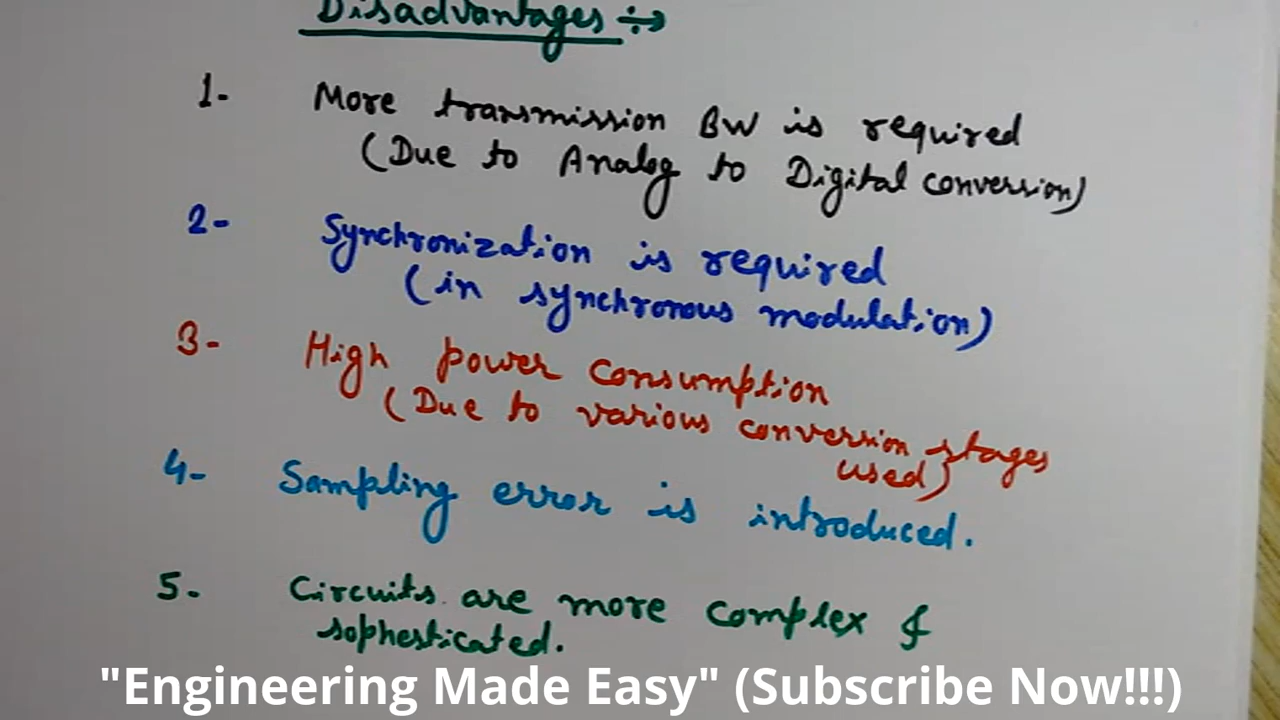 Disadvantages ÷→
1- More transmission BW is required
(Due to Analog to Digital conversion)
2- Synchronization is required
(in synchronous modulation)
3- High power consumption
(Due to various conversion stages
used)
4- Sampling error is introduced.
5- Circuits are more complex &
sophesticated.
"Engineering Made Easy" (Subscribe Now!!!)